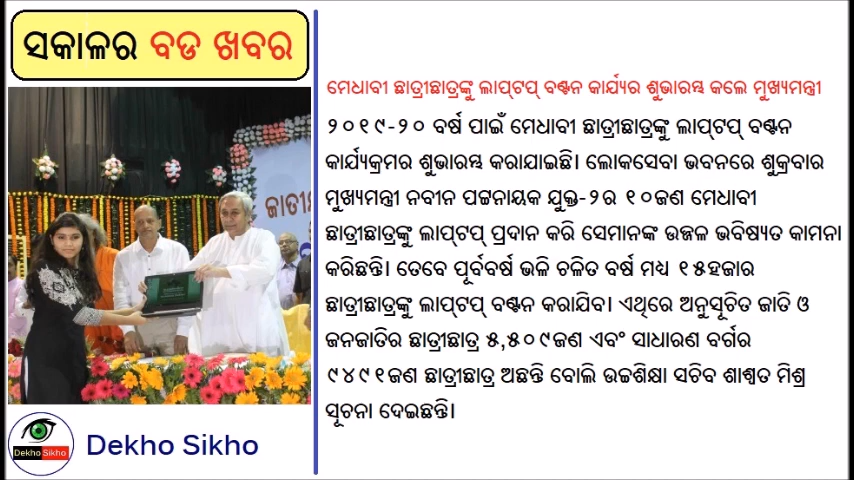 ସକାଳର ବଡ ଖବର
ମେଧାବୀ ଛାତ୍ରୀଛାତ୍ରଙ୍କୁ ଲାପ୍‌ଟପ୍ ବଣ୍ଟନ କାର୍ଯ୍ୟର ଶୁଭାରମ୍ଭ କଲେ ମୁଖ୍ୟମନ୍ତ୍ରୀ
୨୦୧୯-୨୦ ବର୍ଷ ପାଇଁ ମେଧାବୀ ଛାତ୍ରୀଛାତ୍ରଙ୍କୁ ଲାପ୍‌ଟପ୍ ବଣ୍ଟନ
କାର୍ଯ୍ୟକ୍ରମର ଶୁଭାରମ୍ଭ କରାଯାଇଛି। ଲୋକସେବା ଭବନରେ ଶୁକ୍ରବାର
ମୁଖ୍ୟମନ୍ତ୍ରୀ ନବୀନ ପଟ୍ଟନାୟକ ଯୁକ୍ତ-୨ର ୧୦ଜଣ ମେଧାବୀ
ଛାତ୍ରୀଛାତ୍ରଙ୍କୁ ଲାପ୍‌ଟପ୍ ପ୍ରଦାନ କରି ସେମାନଙ୍କ ଉଜ୍ଜଳ ଭବିଷ୍ୟତ କାମନା
କରିଛନ୍ତି। ତେବେ ପୂର୍ବବର୍ଷ ଭଳି ଚଳିତ ବର୍ଷ ମଧ୍ୟ ୧୫ହଜାର
ଛାତ୍ରୀଛାତ୍ରଙ୍କୁ ଲାପ୍‌ଟପ୍ ବଣ୍ଟନ କରାଯିବ। ଏଥିରେ ଅନୁସୂଚିତ ଜାତି ଓ
ଜନଜାତିର ଛାତ୍ରୀଛାତ୍ର ୫,୫୦୯ଜଣ ଏବଂ ସାଧାରଣ ବର୍ଗର
୯୪୯୧ଜଣ ଛାତ୍ରୀଛାତ୍ର ଅଛନ୍ତି ବୋଲି ଉଚ୍ଚଶିକ୍ଷା ସଚିବ ଶାଶ୍ୱତ ମିଶ୍ର
ସୂଚନା ଦେଇଛନ୍ତି।
Dekho Sikho
Dekho Sikho